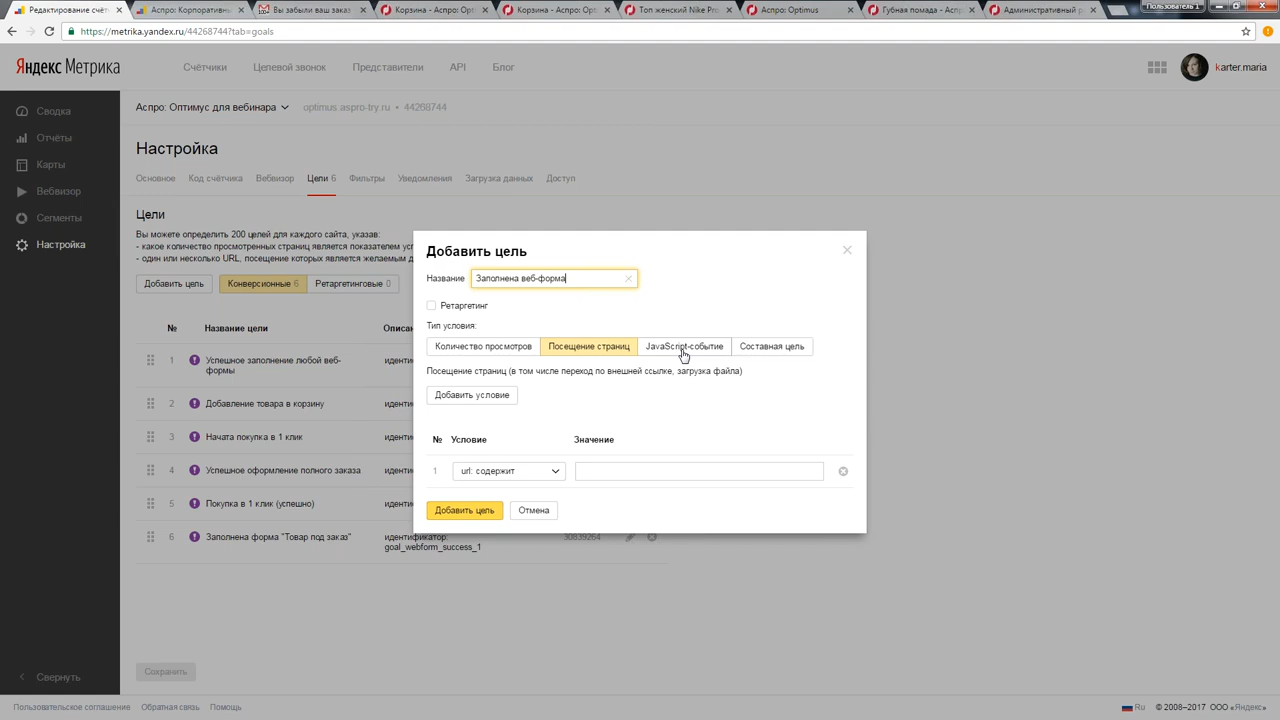 Редактирование счёт
Аспро: Корпоративны
Вы забыли ваш заказ
Корзина - Аспро: Opt
Корзина - Аспро: Opt
Топ женский Nike Pro
Аспро: Optimus
Губная помада - Аспр
Административный р
Пользователь 1
https://metrika.yandex.ru/44268744?tab=goals
Яндекс Метрика
Счётчики
Целевой звонок
Представители
API
Блог
karter.maria
Аспро: Оптимус для вебинара
optimus.aspro-try.ru • 44268744
Сводка
Отчёты
Карты
Вебвизор
Сегменты
Настройка
Свернуть
Настройка
Основное
Код счётчика
Вебвизор
Цели 6
Фильтры
Уведомления
Загрузка данных
Доступ
Цели
Вы можете определить 200 целей для каждого сайта, указав:
- какое количество просмотренных страниц является показателем ус
- один или несколько URL, посещение которых является желаемым д
Добавить цель
Конверсионные 6
Ретаргетинговые 0
№ Название цели Описан
1 Успешное заполнение любой веб-формы иденти
2 Добавление товара в корзину иденти
3 Начата покупка в 1 клик иденти
4 Успешное оформление полного заказа иденти
5 Покупка в 1 клик (успешно) иденти
6 Заполнена форма "Товар под заказ" идентификатор: 30839264
goal_webform_success_1
Сохранить
Добавить цель
Название Заполнена веб-форма
Ретаргетинг
Тип условия:
Количество просмотров
Посещение страниц
JavaScript-событие
Составная цель
Посещение страниц (в том числе переход по внешней ссылке, загрузка файла)
Добавить условие
№ Условие Значение
1 url: содержит
Добавить цель
Отмена
Пользовательское соглашение
Обратная связь
Помощь
Ru
© 2008–2017 ООО «Яндекс»